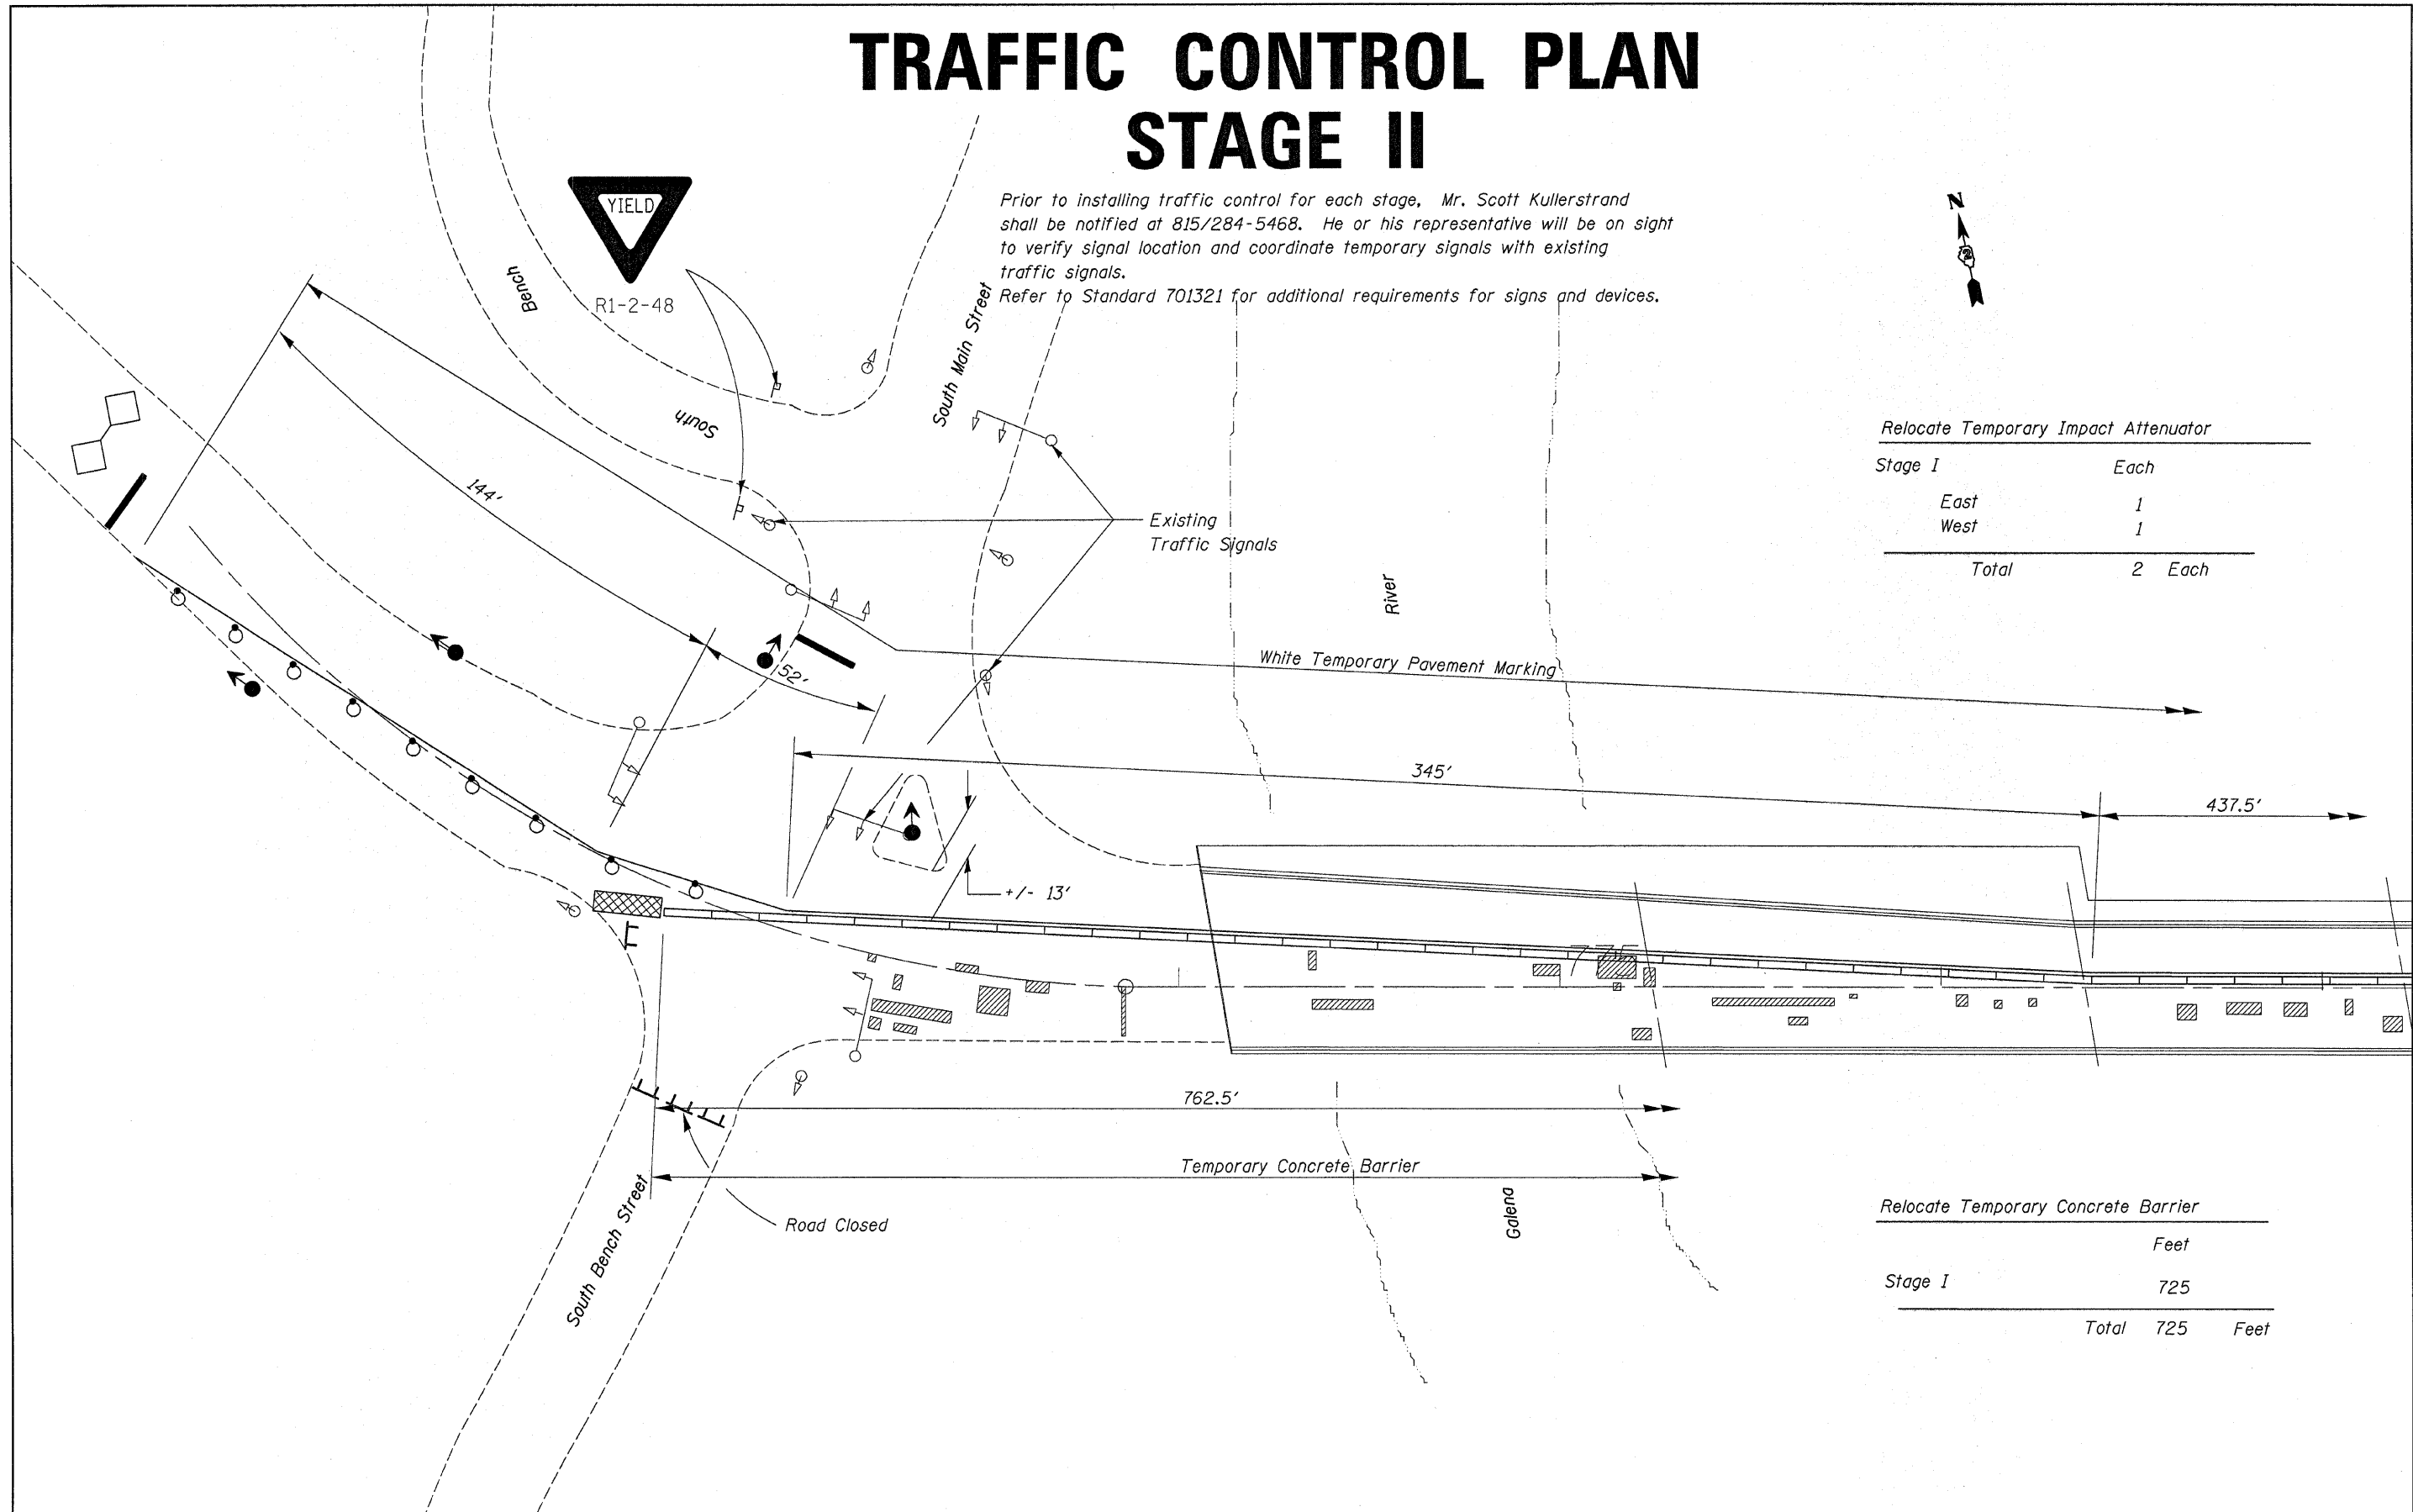 TRAFFIC CONTROL PLAN
STAGE II
Prior to installing traffic control for each stage, Mr. Scott Kullerstrand
shall be notified at 815/284-5468. He or his representative will be on sight
to verify signal location and coordinate temporary signals with existing
traffic signals.
Refer to Standard 701321 for additional requirements for signs and devices.
YIELD
R1-2-48
N
2
Bench
South
South Main Street
144'
Existing
Traffic Signals
River
52'
White Temporary Pavement Marking
345'
437.5'
+/- 13'
Relocate Temporary Impact Attenuator
Stage I Each
East 1
West 1
Total 2 Each
762.5'
Temporary Concrete Barrier
Road Closed
South Bench Street
Galena
Relocate Temporary Concrete Barrier
Feet
Stage I 725
Total 725 Feet